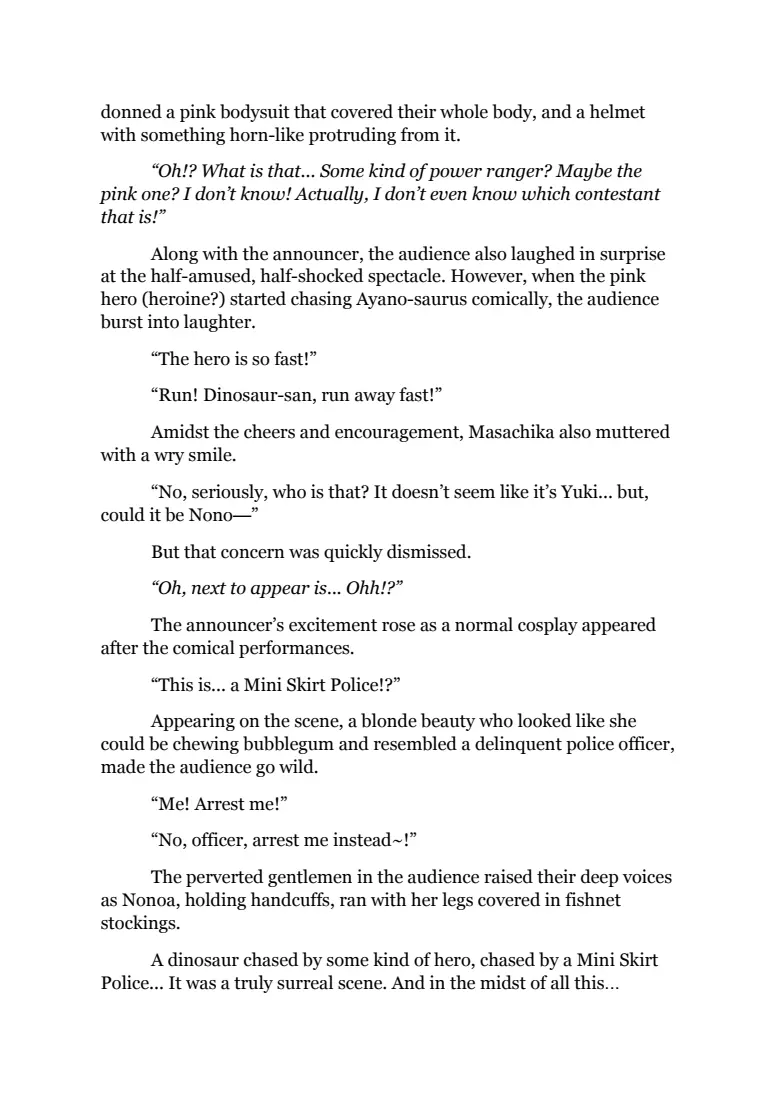 donned a pink bodysuit that covered their whole body, and a helmet
with something horn-like protruding from it.
“Oh!? What is that... Some kind of power ranger? Maybe the
pink one? I don’t know! Actually, I don’t even know which contestant
that is!”
Along with the announcer, the audience also laughed in surprise
at the half-amused, half-shocked spectacle. However, when the pink
hero (heroine?) started chasing Ayano-saurus comically, the audience
burst into laughter.
“The hero is so fast!”
“Run! Dinosaur-san, run away fast!”
Amidst the cheers and encouragement, Masachika also muttered
with a wry smile.
“No, seriously, who is that? It doesn’t seem like it’s Yuki... but,
could it be Nono—”
But that concern was quickly dismissed.
“Oh, next to appear is... Ohh!?”
The announcer’s excitement rose as a normal cosplay appeared
after the comical performances.
“This is... a Mini Skirt Police!?”
Appearing on the scene, a blonde beauty who looked like she
could be chewing bubblegum and resembled a delinquent police officer,
made the audience go wild.
“Me! Arrest me!”
“No, officer, arrest me instead~!”
The perverted gentlemen in the audience raised their deep voices
as Nonoa, holding handcuffs, ran with her legs covered in fishnet
stockings.
A dinosaur chased by some kind of hero, chased by a Mini Skirt
Police... It was a truly surreal scene. And in the midst of all this…